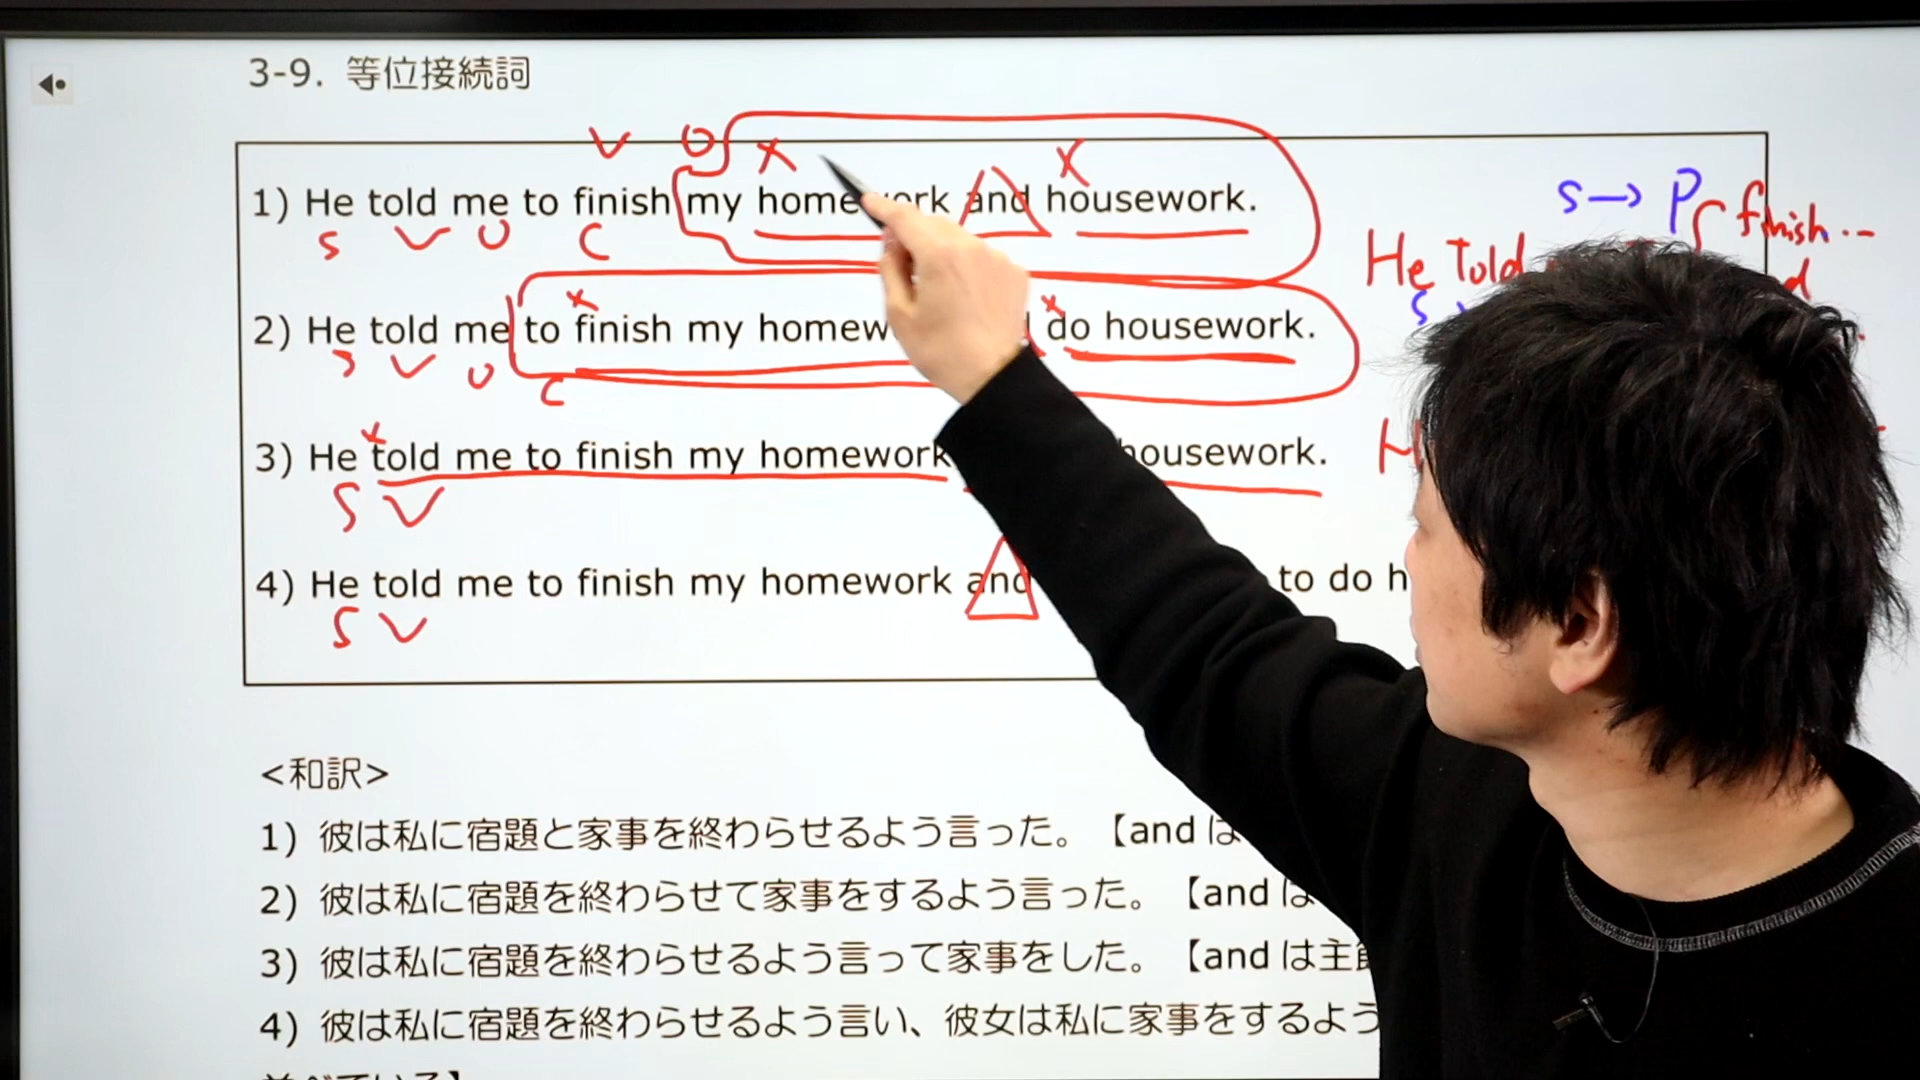 3-9. 等位接続詞
V O X X
1) He told me to finish my homework and housework.
S V O C
S → P
finish...
He Told
S
X X
2) He told me to finish my homew do housework.
S V O C
X
3) He told me to finish my homework housework.
S V
4) He told me to finish my homework and to do h
S V
<和訳>
1) 彼は私に宿題と家事を終わらせるよう言った。【and は
2) 彼は私に宿題を終わらせて家事をするよう言った。【and は
3) 彼は私に宿題を終わらせるよう言って家事をした。【and は主
4) 彼は私に宿題を終わらせるよう言い、彼女は私に家事をするよう
並べている】